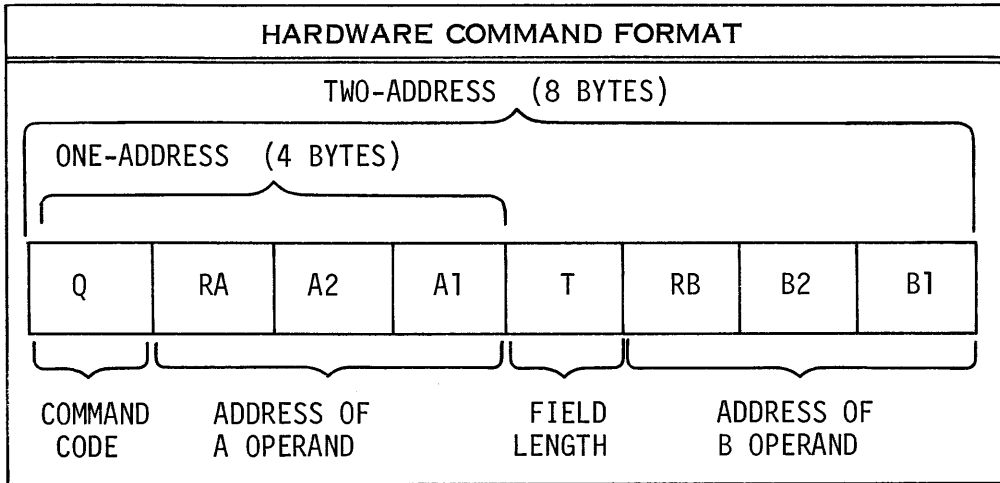 HARDWARE COMMAND FORMAT
TWO-ADDRESS (8 BYTES)
ONE-ADDRESS (4 BYTES)
Q RA A2 A1 T RB B2 B1
COMMAND CODE
ADDRESS OF A OPERAND
FIELD LENGTH
ADDRESS OF B OPERAND